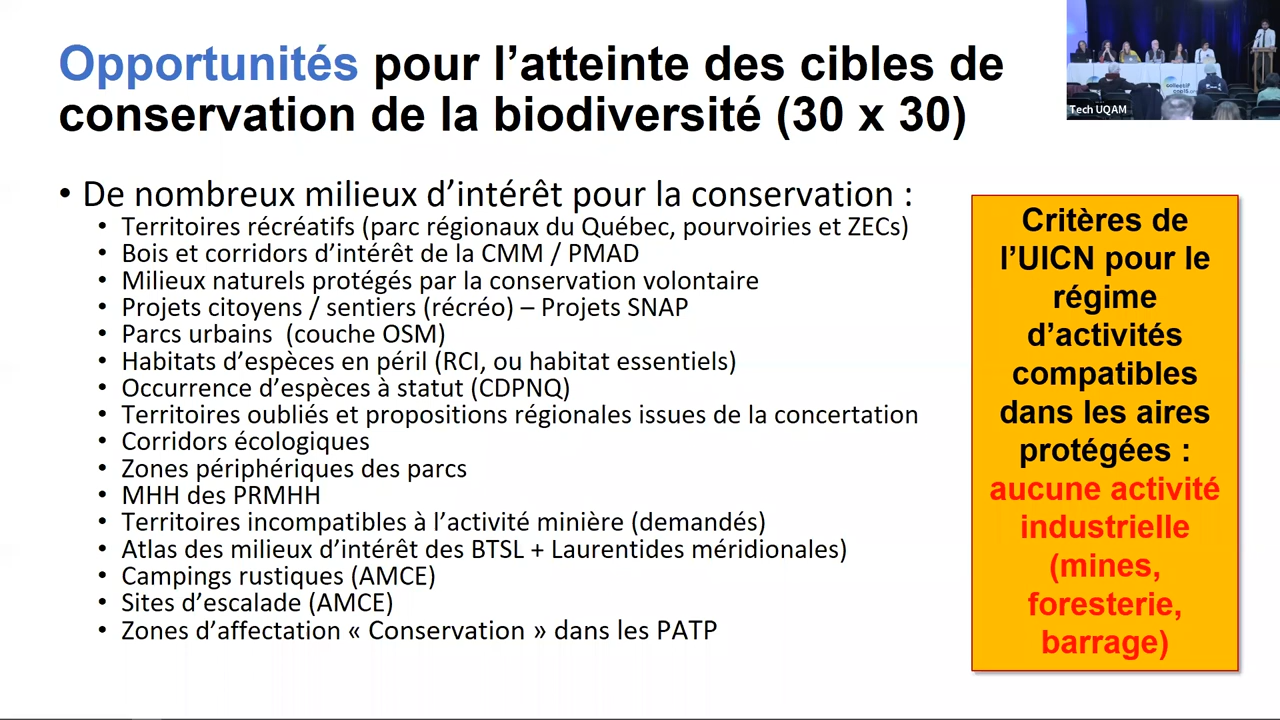 Opportunités pour l’atteinte des cibles de
conservation de la biodiversité (30 x 30)
Tech UQAM
collectif
• De nombreux milieux d’intérêt pour la conservation :
• Territoires récréatifs (parc régionaux du Québec, pourvoiries et ZECs)
• Bois et corridors d’intérêt de la CMM / PMAD
• Milieux naturels protégés par la conservation volontaire
• Projets citoyens / sentiers (récréo) – Projets SNAP
• Parcs urbains (couche OSM)
• Habitats d’espèces en péril (RCI, ou habitat essentiels)
• Occurrence d’espèces à statut (CDPNQ)
• Territoires oubliés et propositions régionales issues de la concertation
• Corridors écologiques
• Zones périphériques des parcs
• MHH des PRMHH
• Territoires incompatibles à l’activité minière (demandés)
• Atlas des milieux d’intérêt des BTSL + Laurentides méridionales)
• Campings rustiques (AMCE)
• Sites d’escalade (AMCE)
• Zones d’affectation « Conservation » dans les PATP
Critères de
l’UICN pour le
régime
d’activités
compatibles
dans les aires
protégées :
aucune activité
industrielle
(mines,
foresterie,
barrage)